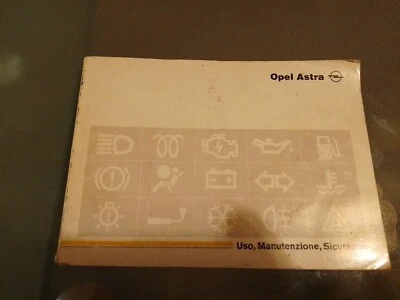 Opel Astra
Uso, Manutenzione, Sicurezza